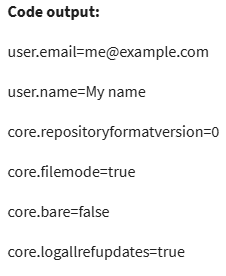 Code output:
user.email=me@example.com
user.name=My name
core.repositoryformatversion=0
core.filemode=true
core.bare=false
core.logallrefupdates=true